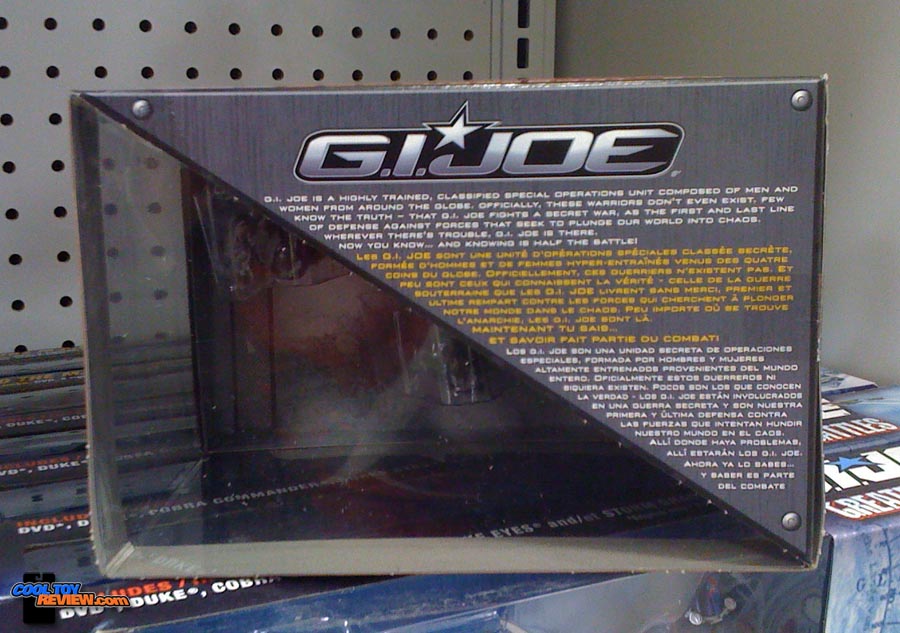 G.I.JOE
G.I. JOE IS A HIGHLY TRAINED, CLASSIFIED SPECIAL OPERATIONS UNIT COMPOSED OF MEN AND
WOMEN FROM AROUND THE GLOBE. OFFICIALLY, THESE WARRIORS DON'T EVEN EXIST. FEW
KNOW THE TRUTH – THAT G.I. JOE FIGHTS A SECRET WAR, AS THE FIRST AND LAST LINE
OF DEFENSE AGAINST FORCES THAT SEEK TO PLUNGE OUR WORLD INTO CHAOS.
WHEREVER THERE'S TROUBLE, G.I. JOE IS THERE.
NOW YOU KNOW... AND KNOWING IS HALF THE BATTLE!
LES G.I. JOE SONT UNE UNITÉ D'OPÉRATIONS SPÉCIALES CLASSÉE SECRÈTE,
FORMÉE D'HOMMES ET DE FEMMES HYPER-ENTRAÎNÉS VENUS DES QUATRE
COINS DU GLOBE. OFFICIELLEMENT, CES GUERRIERS N'EXISTENT PAS. ET
PEU SONT CEUX QUI CONNAISSENT LA VÉRITÉ - CELLE DE LA GUERRE
SOUTERRAINE QUE LES G.I. JOE LIVRENT SANS MERCI, PREMIER ET
ULTIME REMPART CONTRE LES FORCES QUI CHERCHENT À PLONGER
NOTRE MONDE DANS LE CHAOS. PEU IMPORTE OÙ SE TROUVE
L'ANARCHIE, LES G.I. JOE SONT LÀ.
MAINTENANT TU SAIS...
ET SAVOIR FAIT PARTIE DU COMBAT!
LOS G.I. JOE SON UNA UNIDAD SECRETA DE OPERACIONES
ESPECIALES, FORMADA POR HOMBRES Y MUJERES
ALTAMENTE ENTRENADOS PROVENIENTES DEL MUNDO
ENTERO. OFICIALMENTE ESTOS GUERREROS NI
SIQUIERA EXISTEN. POCOS SON LOS QUE CONOCEN
LA VERDAD - LOS G.I. JOE ESTÁN INVOLUCRADOS
EN UNA GUERRA SECRETA Y SON NUESTRA
PRIMERA Y ÚLTIMA DEFENSA CONTRA
LAS FUERZAS QUE INTENTAN HUNDIR
NUESTRO MUNDO EN EL CAOS.
ALLÍ DONDE HAYA PROBLEMAS,
ALLÍ ESTARÁN LOS G.I. JOE.
AHORA YA LO SABES...
Y SABER ES PARTE
DEL COMBATE
COBRA COMMANDER
EYES® and/et STORM
DVD*, DUKE®, COBRA
COOL TOY
REVIEW.com